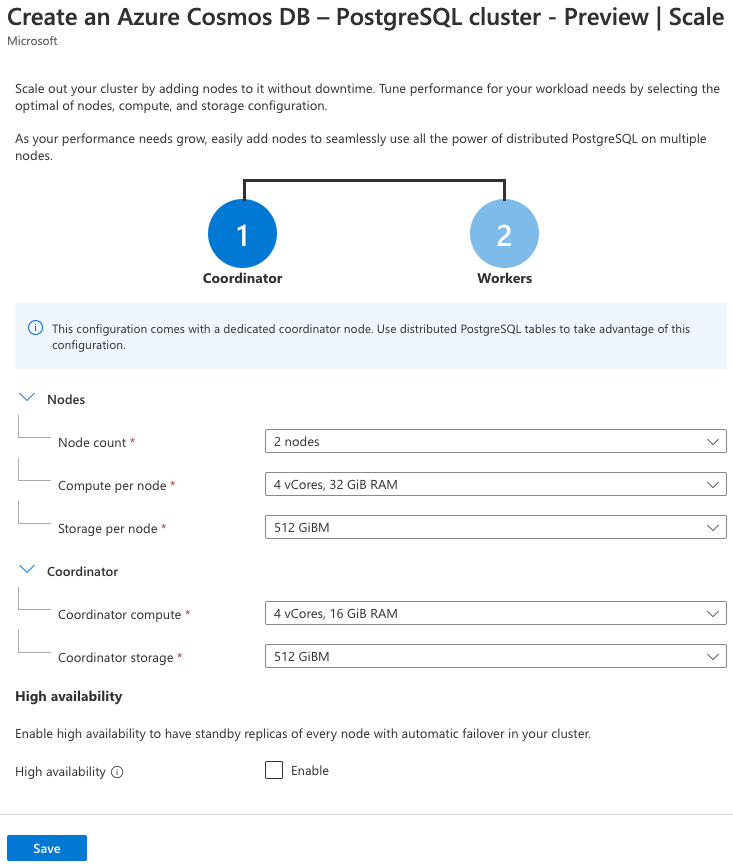 Create an Azure Cosmos DB – PostgreSQL cluster - Preview | Scale
Microsoft
Scale out your cluster by adding nodes to it without downtime. Tune performance for your workload needs by selecting the
optimal of nodes, compute, and storage configuration.
As your performance needs grow, easily add nodes to seamlessly use all the power of distributed PostgreSQL on multiple
nodes.
1
2
Coordinator
Workers
This configuration comes with a dedicated coordinator node. Use distributed PostgreSQL tables to take advantage of this
configuration.
Nodes
Node count *
2 nodes
Compute per node *
4 vCores, 32 GiB RAM
Storage per node *
512 GiBM
Coordinator
Coordinator compute *
4 vCores, 16 GiB RAM
Coordinator storage *
512 GiBM
High availability
Enable high availability to have standby replicas of every node with automatic failover in your cluster.
High availability
Enable
Save